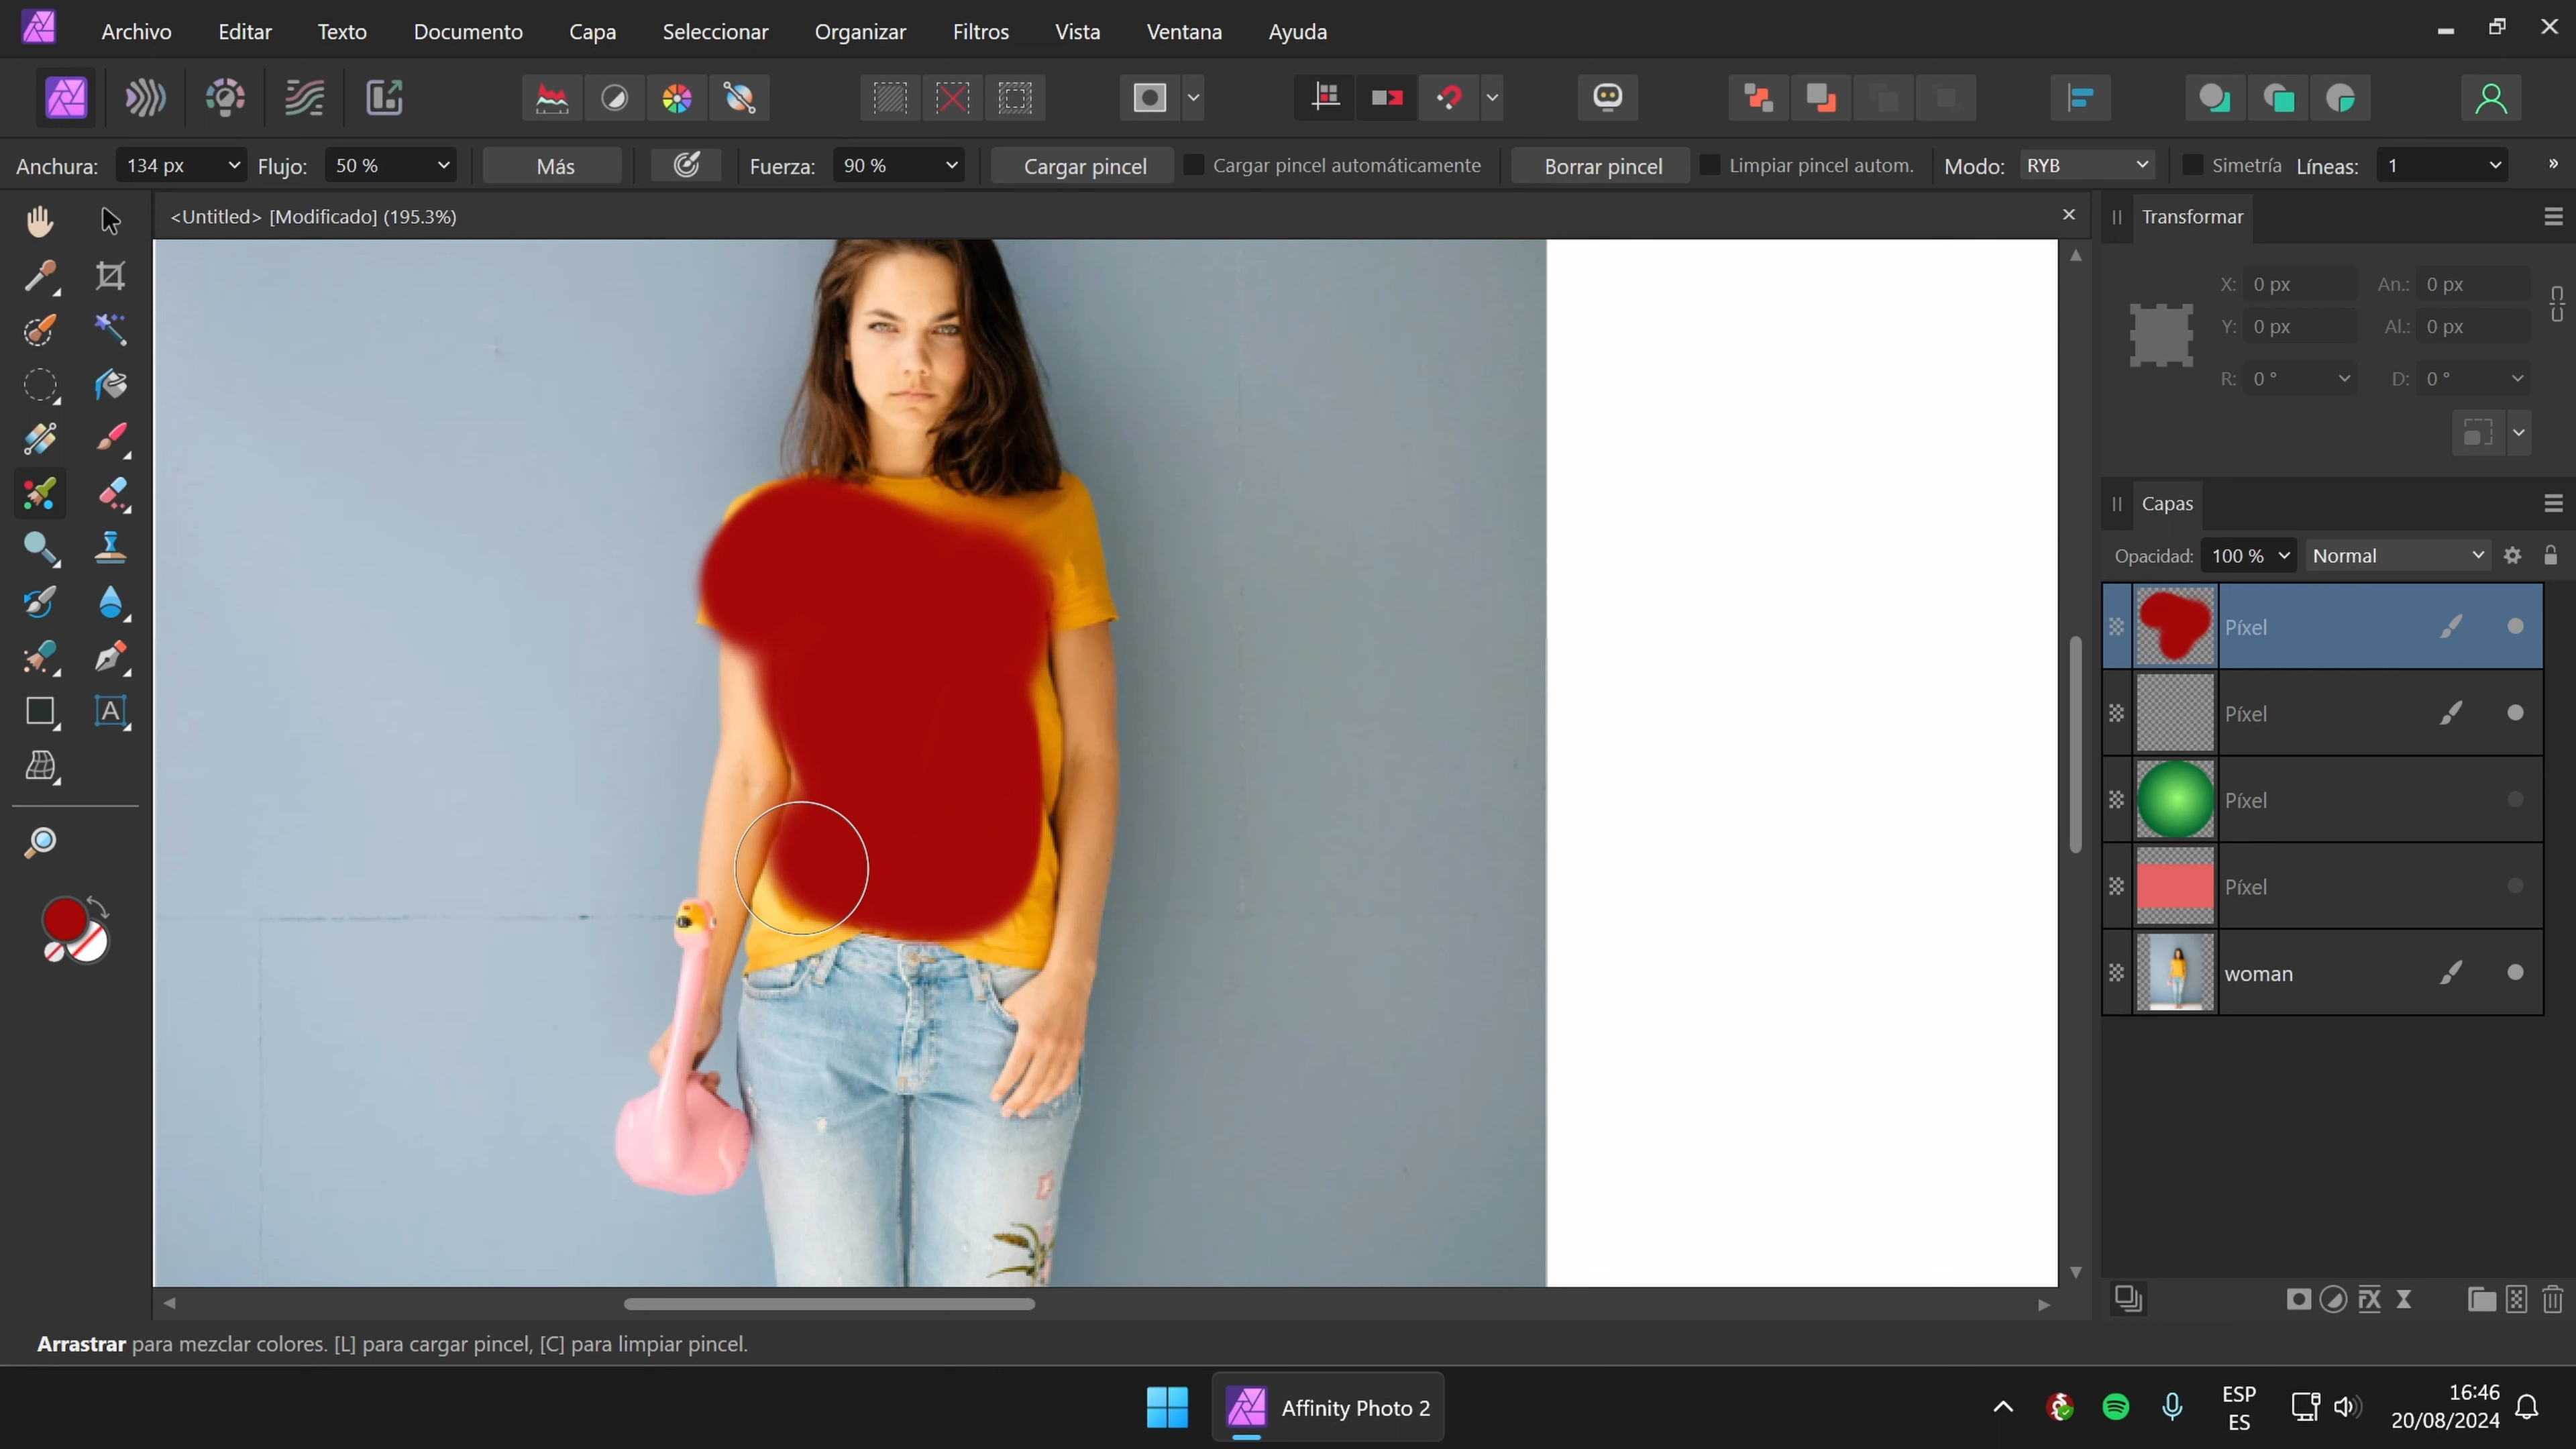 Archivo Editar Texto Documento Capa Seleccionar Organizar Filtros Vista Ventana Ayuda
Anchura: 134 px Flujo: 50 % Más Fuerza: 90 % Cargar pincel Cargar pincel automáticamente Borrar pincel Limpiar pincel autom. Modo: RYB Simetría Líneas: 1 »
<Untitled> [Modificado] (195.3%)
Transformar
X: 0 px An.: 0 px
Y: 0 px Al.: 0 px
R: 0 ° D: 0 °
Capas
Opacidad: 100 % Normal
Píxel
Píxel
Píxel
Píxel
woman
Arrastrar para mezclar colores. [L] para cargar pincel, [C] para limpiar pincel.
Affinity Photo 2
ESP
ES
16:46
20/08/2024